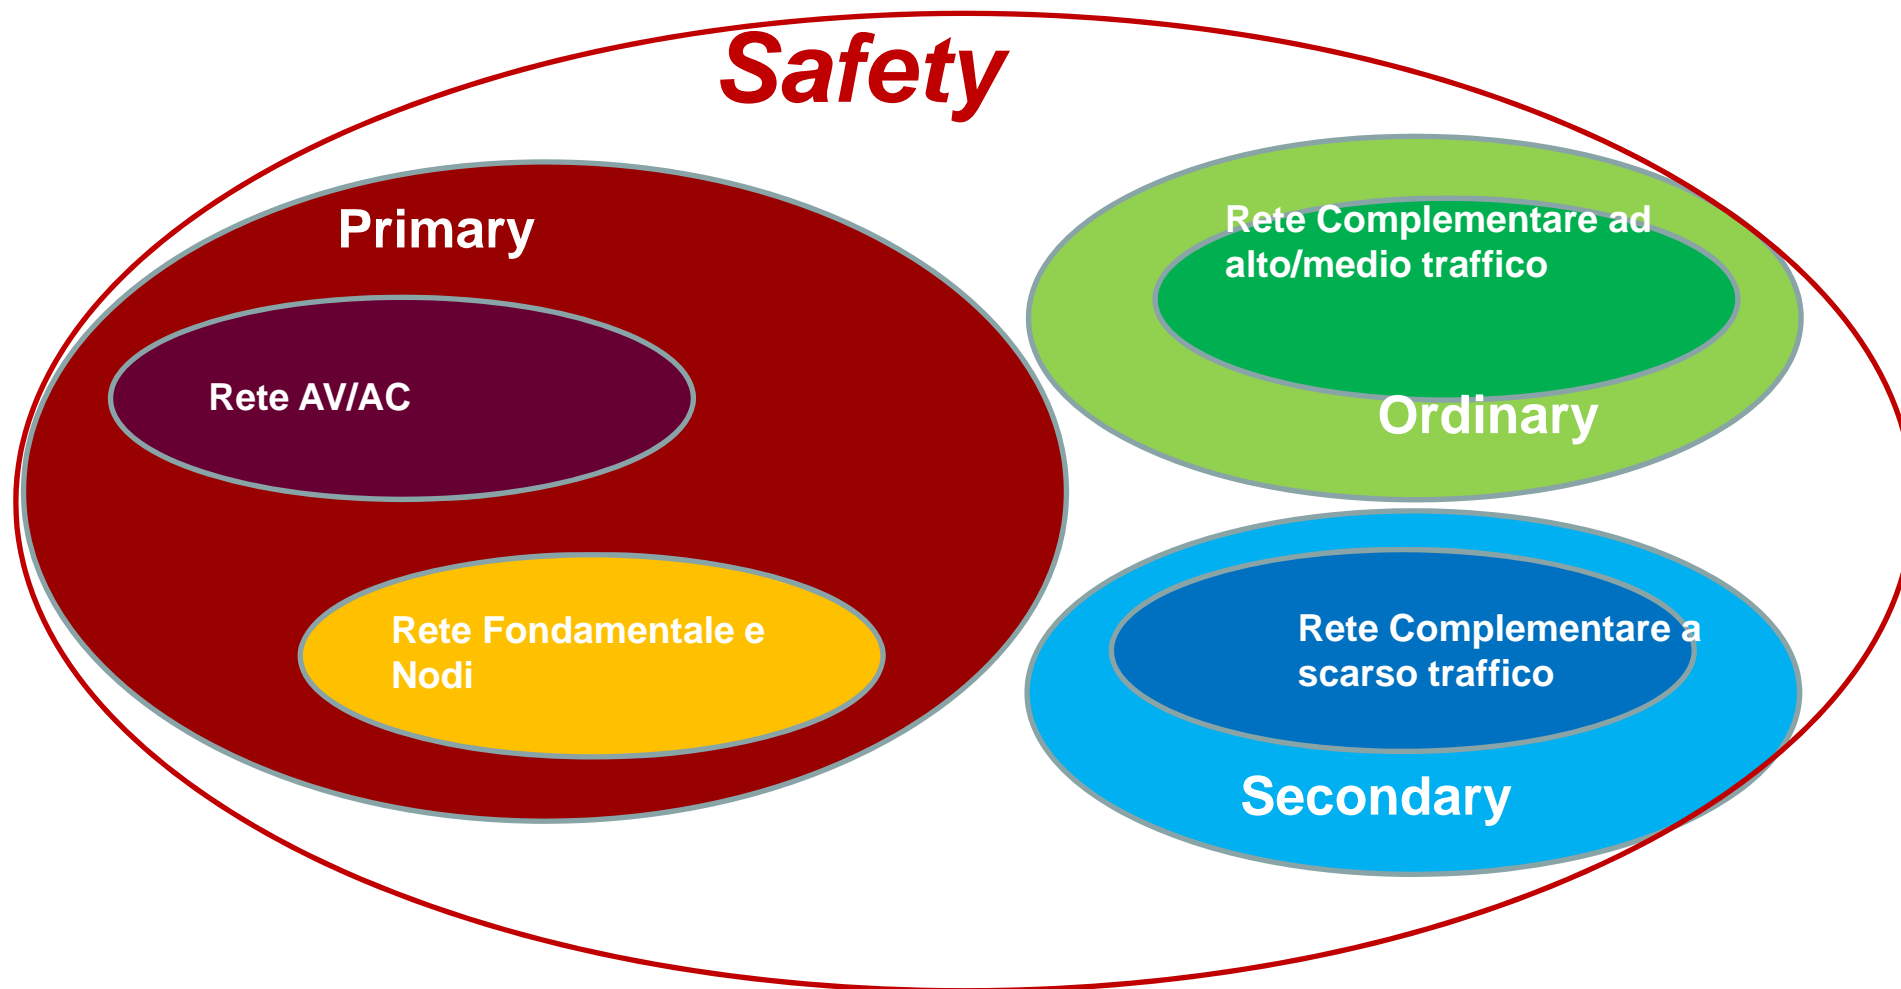 Safety
Primary
Rete AV/AC
Rete Fondamentale e
Nodi
Rete Complementare ad
alto/medio traffico
Ordinary
Rete Complementare a
scarso traffico
Secondary